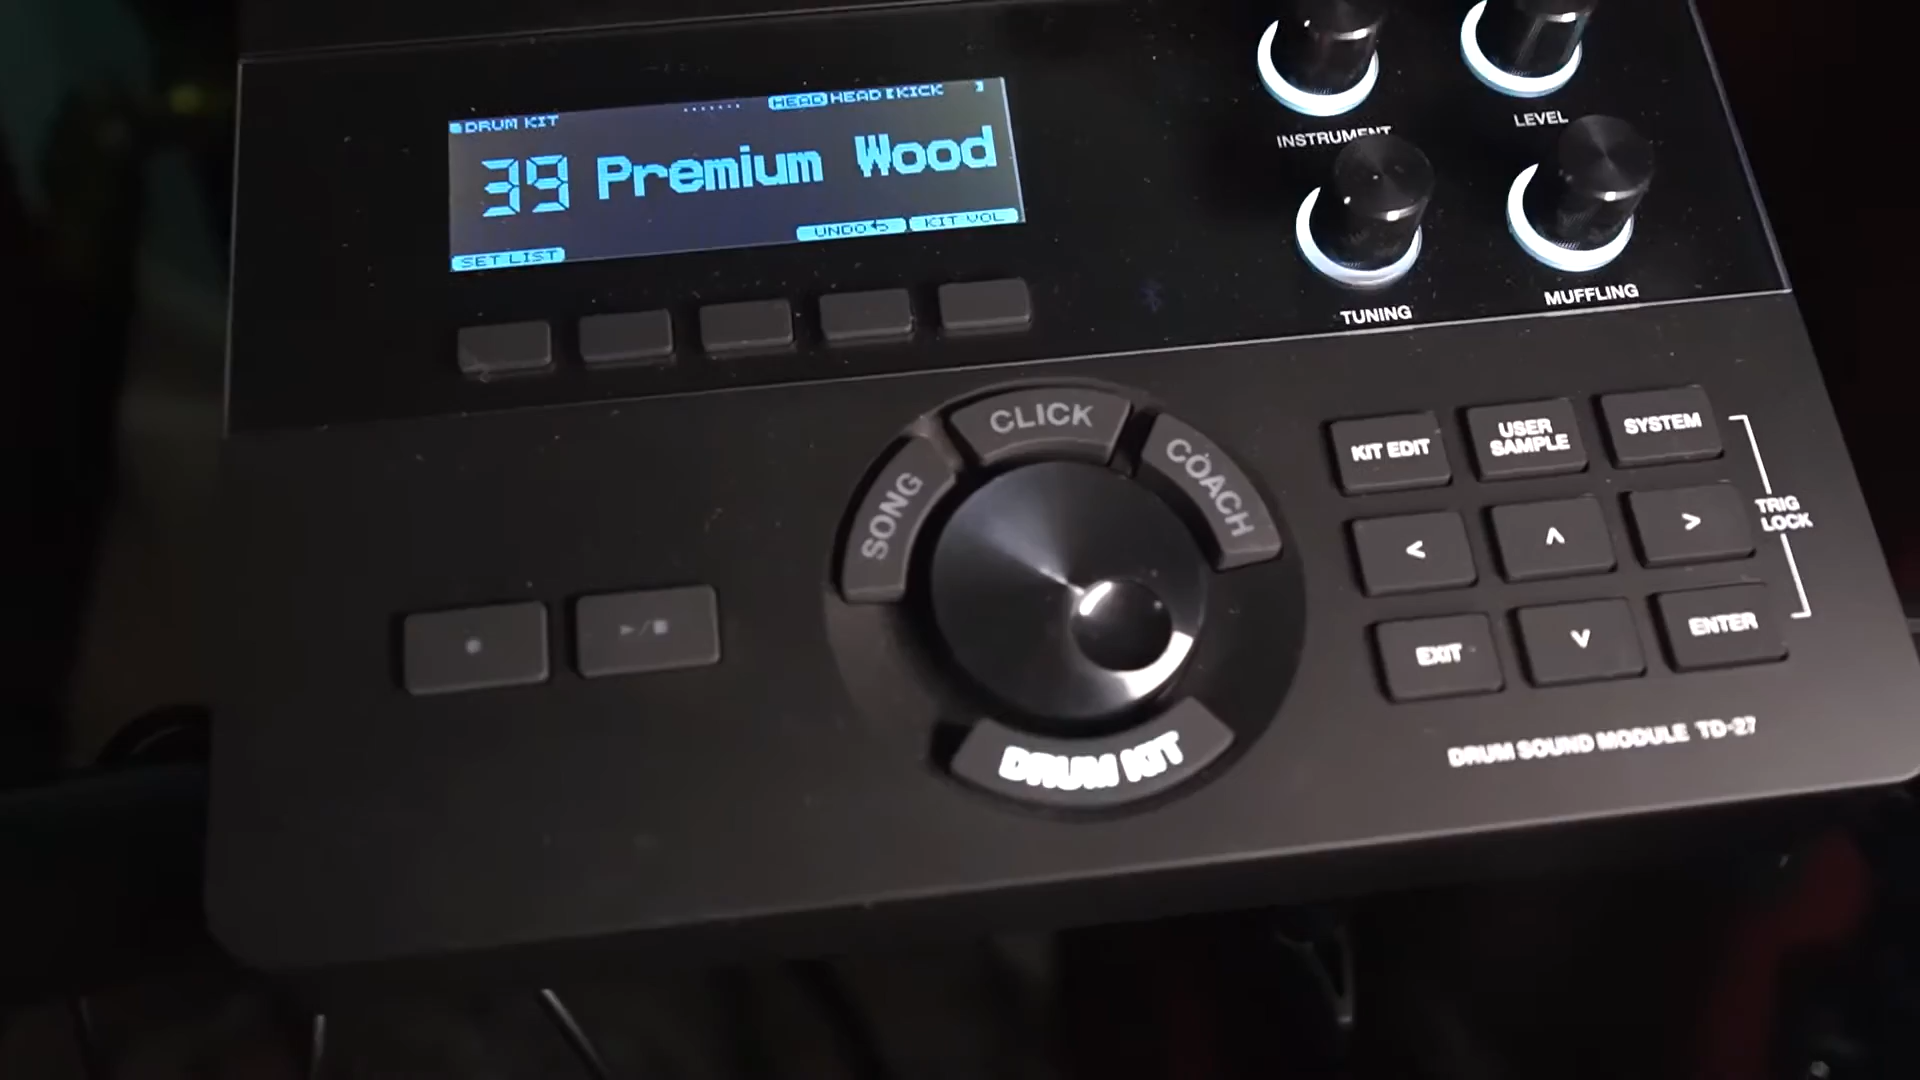 DRUM KIT
HEAD HEAD KICK
39 Premium Wood
UNDO KIT VOL
SET LIST
INSTRUMENT
LEVEL
TUNING
MUFFLING
SONG
CLICK
COACH
DRUM KIT
KIT EDIT
USER SAMPLE
SYSTEM
TRIG LOCK
< ∧ >
EXIT ∨ ENTER
DRUM SOUND MODULE TD-27